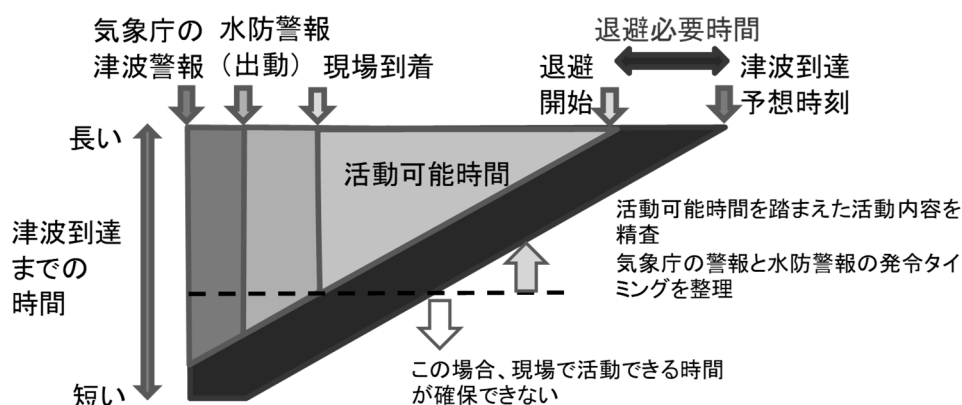 気象庁の
津波警報
水防警報
（出動）
現場到着
退避必要時間
退避
開始
津波到達
予想時刻
長い
活動可能時間
津波到達
までの
時間
活動可能時間を踏まえた活動内容を
精査
気象庁の警報と水防警報の発令タイ
ミングを整理
この場合、現場で活動できる時間
が確保できない
短い